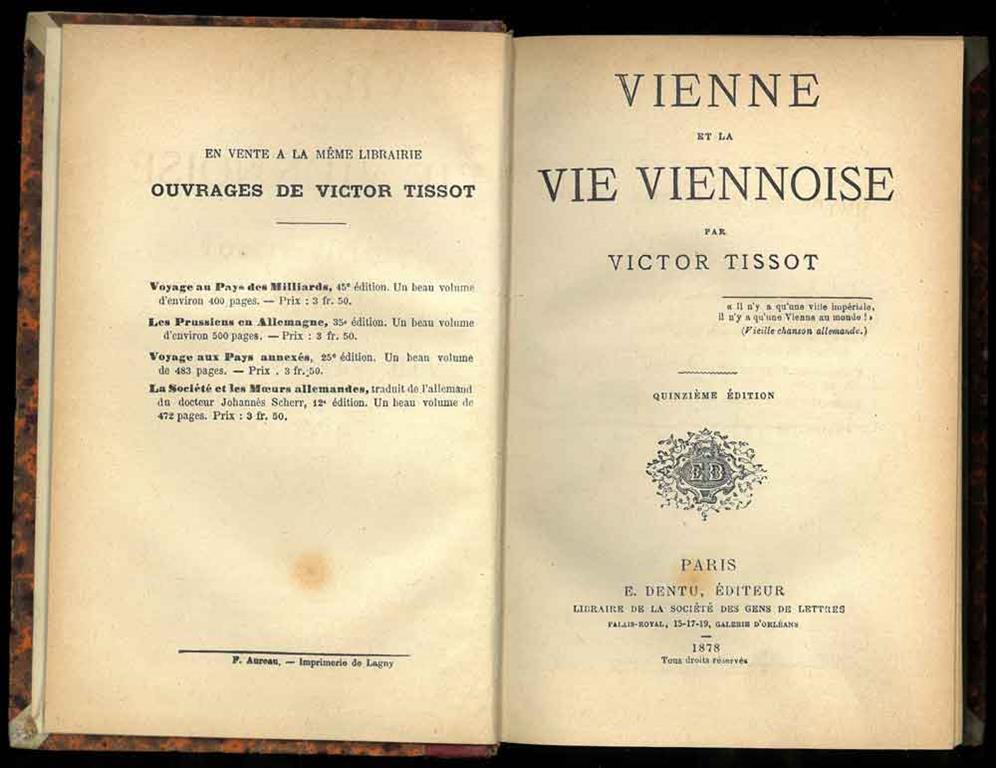 EN VENTE A LA MÊME LIBRAIRIE
OUVRAGES DE VICTOR TISSOT
Voyage au Pays des Milliards, 45e édition. Un beau volume
d'environ 400 pages. — Prix : 3 fr. 50.
Les Prussiens en Allemagne, 35e édition. Un beau volume
d'environ 500 pages. — Prix : 3 fr. 50.
Voyage aux Pays annexés, 25e édition. Un beau volume
de 483 pages. — Prix . 3 fr. 50.
La Société et les Mœurs allemandes, traduit de l'allemand
du docteur Johannès Scherr, 12e édition. Un beau volume de
472 pages. Prix : 3 fr. 50.
F. Aureau. — Imprimerie de Lagny
VIENNE
ET LA
VIE VIENNOISE
PAR
VICTOR TISSOT
« Il n'y a qu'une ville impériale,
il n'y a qu'une Vienne au monde ! »
(Vieille chanson allemande.)
QUINZIÈME ÉDITION
ED
PARIS
E. DENTU, ÉDITEUR
LIBRAIRE DE LA SOCIÉTÉ DES GENS DE LETTRES
PALAIS-ROYAL, 15-17-19, GALERIE D'ORLÉANS
1878
Tous droits réservés